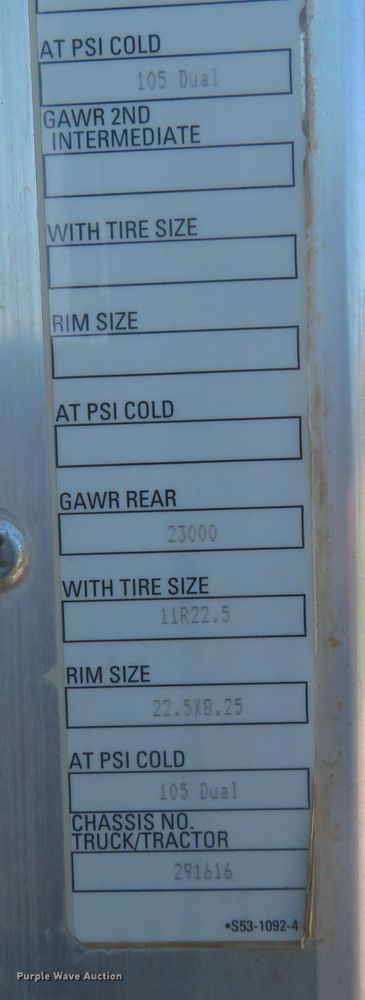 AT PSI COLD
105 Dual
GAWR 2ND
INTERMEDIATE
WITH TIRE SIZE
RIM SIZE
AT PSI COLD
GAWR REAR
23000
WITH TIRE SIZE
11R22.5
RIM SIZE
22.5X8.25
AT PSI COLD
105 Dual
CHASSIS NO.
TRUCK/TRACTOR
291616
•S53-1092-4
Purple Wave Auction